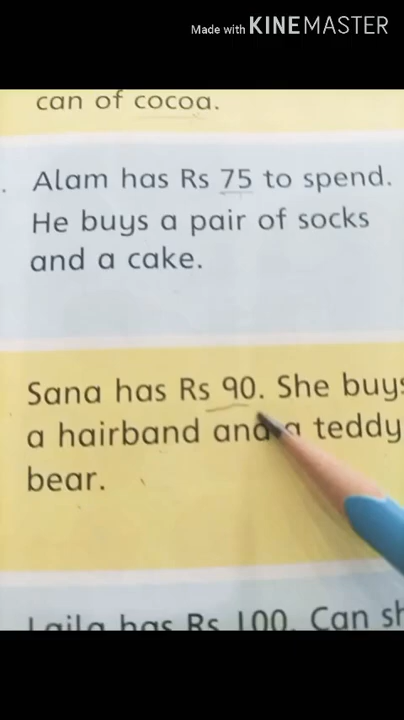 Made with KINEMASTER
can of cocoa.
. Alam has Rs 75 to spend.
He buys a pair of socks
and a cake.
Sana has Rs 90. She buys
a hairband and a teddy
bear.
Laila has Rs 100. Can